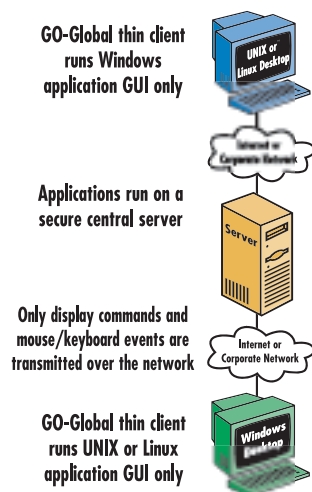 GO-Global thin client
runs Windows
application GUI only
UNIX or
Linux Desktop
Internet or
Corporate Network
Applications run on a
secure central server
Server
Only display commands and
mouse/keyboard events are
transmitted over the network
Internet or
Corporate Network
GO-Global thin client
runs UNIX or Linux
application GUI only
Windows
Desktop